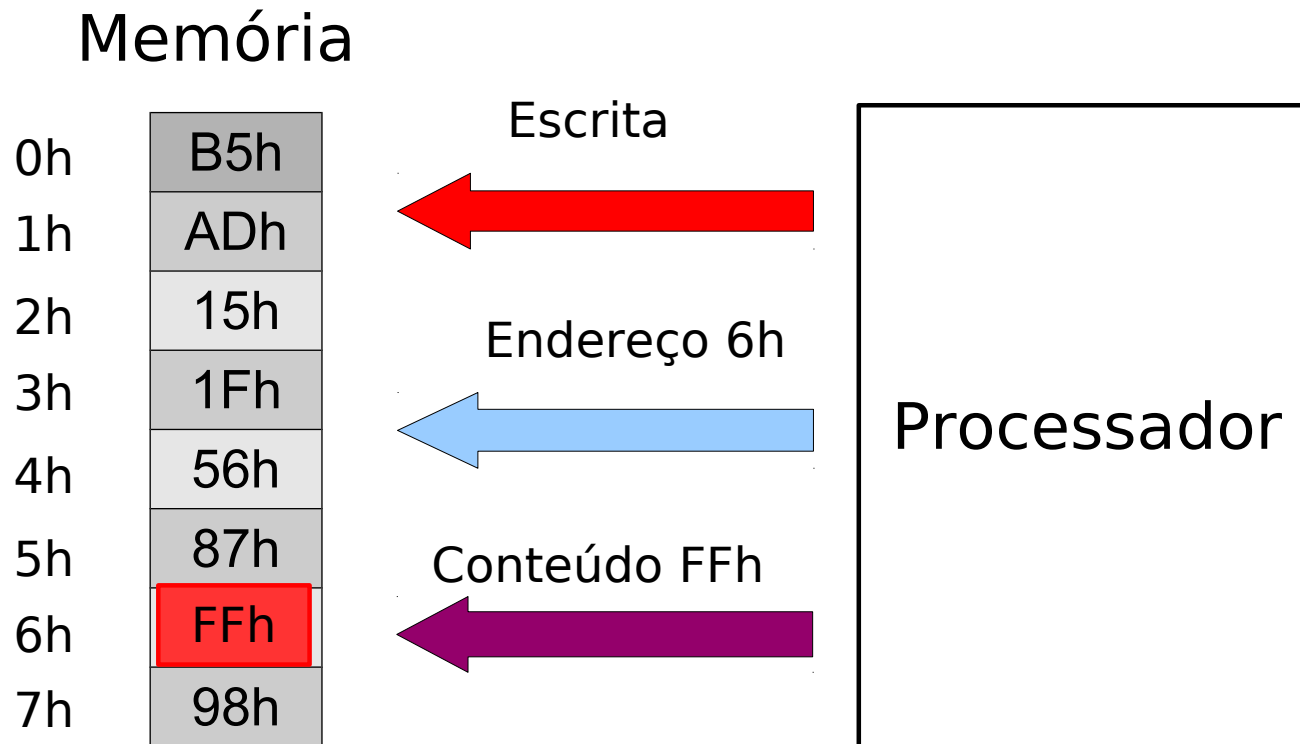 Memória
0h B5h
1h ADh
2h 15h
3h 1Fh
4h 56h
5h 87h
6h FFh
7h 98h
Escrita
Endereço 6h
Conteúdo FFh
Processador